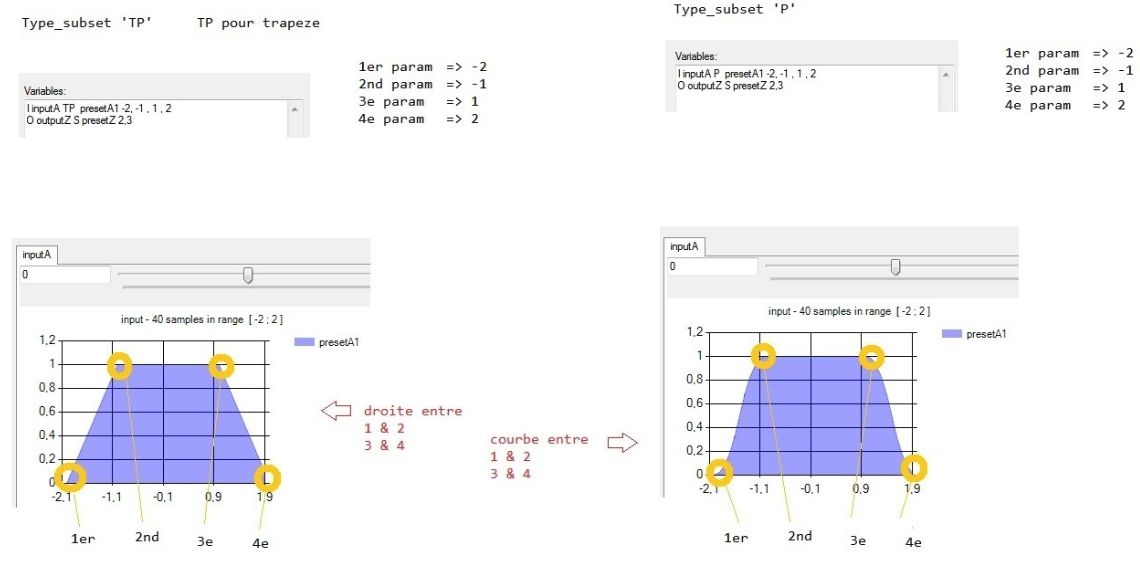 Type_subset 'TP' TP pour trapeze
1er param => -2
2nd param => -1
3e param => 1
4e param => 2
Variables:
I inputA TP presetA1 -2, -1 , 1 , 2
O outputZ S presetZ 2,3
inputA
0
input - 40 samples in range [ -2 ; 2 ]
presetA1
1,2
1
0,8
0,6
0,4
0,2
0
-2,1 -1,1 -0,1 0,9 1,9
1er 2nd 3e 4e
droite entre
1 & 2
3 & 4
Type_subset 'P'
Variables:
I inputA P presetA1 -2, -1 , 1 , 2
O outputZ S presetZ 2,3
1er param => -2
2nd param => -1
3e param => 1
4e param => 2
inputA
0
input - 40 samples in range [ -2 ; 2 ]
presetA1
1,2
1
0,8
0,6
0,4
0,2
0
-2,1 -1,1 -0,1 0,9 1,9
1er 2nd 3e 4e
courbe entre
1 & 2
3 & 4